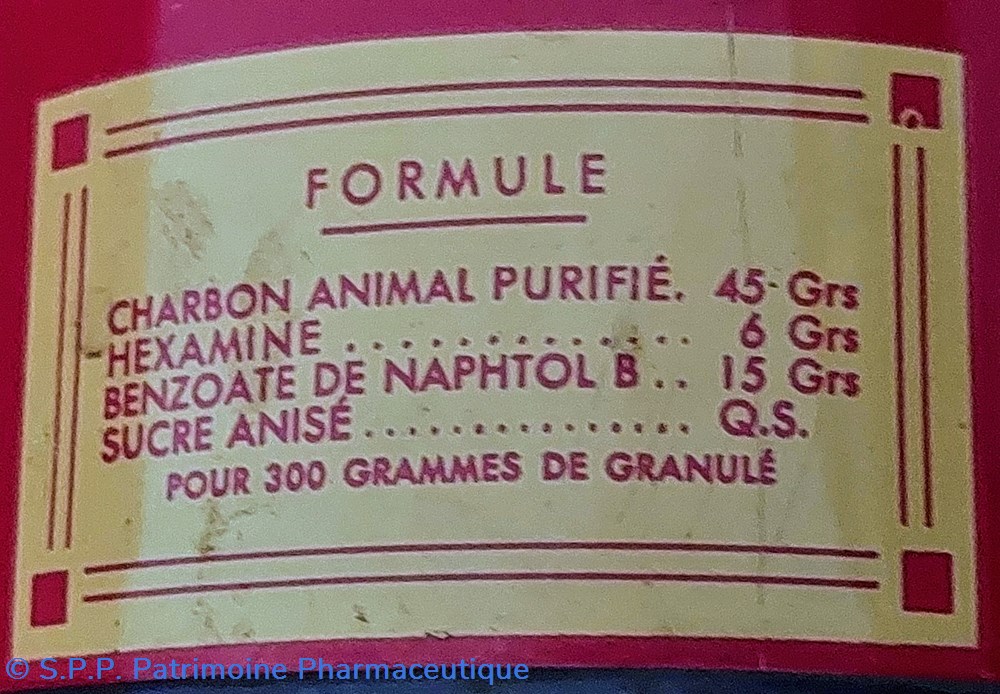 FORMULE
CHARBON ANIMAL PURIFIÉ. 45 Grs
HEXAMINE ............. 6 Grs
BENZOATE DE NAPHTOL B .. 15 Grs
SUCRE ANISÉ ................ Q.S.
POUR 300 GRAMMES DE GRANULÉ
© S.P.P. Patrimoine Pharmaceutique